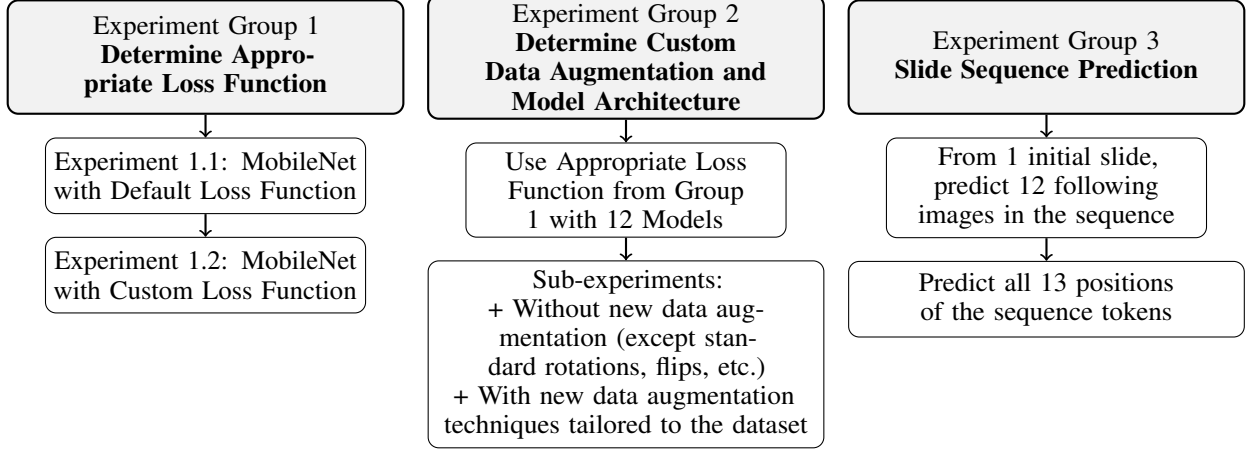 Experiment Group 1
Determine Appro-
priate Loss Function
Experiment 1.1: MobileNet
with Default Loss Function
Experiment 1.2: MobileNet
with Custom Loss Function
Experiment Group 2
Determine Custom
Data Augmentation and
Model Architecture
Use Appropriate Loss
Function from Group
1 with 12 Models
Sub-experiments:
+ Without new data aug-
mentation (except stan-
dard rotations, flips, etc.)
+ With new data augmentation
techniques tailored to the dataset
Experiment Group 3
Slide Sequence Prediction
From 1 initial slide,
predict 12 following
images in the sequence
Predict all 13 positions
of the sequence tokens